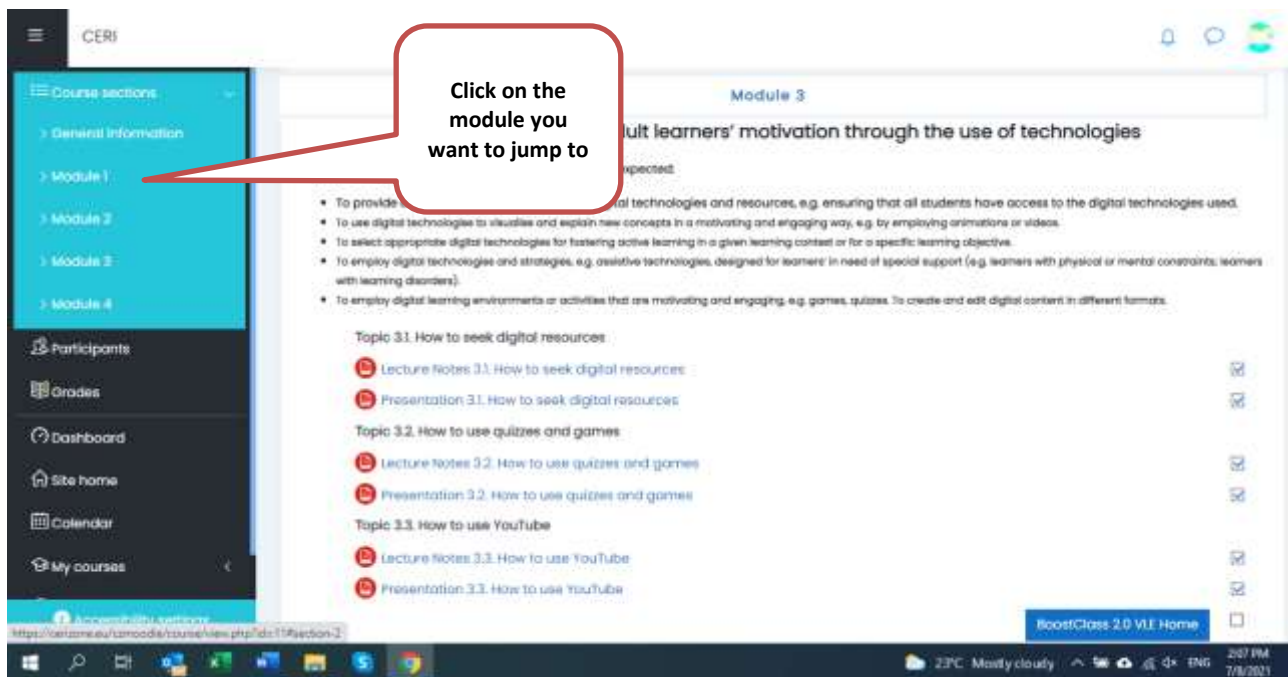 CERI
Course sections
> General Information
> Module 1
> Module 2
> Module 3
> Module 4
Participants
Grades
Dashboard
Site home
Calendar
My courses
Accessibility settings
Click on the
module you
want to jump to
Module 3
dult learners' motivation through the use of technologies
expected:
• To provide al technologies and resources, e.g. ensuring that all students have access to the digital technologies used.
• To use digital technologies to visualise and explain new concepts in a motivating and engaging way, e.g. by employing animations or videos.
• To select appropriate digital technologies for fostering active learning in a given learning context or for a specific learning objective.
• To employ digital technologies and strategies, e.g. assistive technologies, designed for learners' in need of special support (e.g. learners with physical or mental constraints; learners
with learning disorders).
• To employ digital learning environments or activities that are motivating and engaging, e.g. games, quizzes. To create and edit digital content in different formats.
Topic 3.1. How to seek digital resources
Lecture Notes 3.1. How to seek digital resources
Presentation 3.1. How to seek digital resources
Topic 3.2. How to use quizzes and games
Lecture Notes 3.2. How to use quizzes and games
Presentation 3.2. How to use quizzes and games
Topic 3.3. How to use YouTube
Lecture Notes 3.3. How to use YouTube
Presentation 3.3. How to use YouTube
BoostClass 2.0 VLE Home
23°C Mostly cloudy
ENG
2:07 PM
7/8/2021